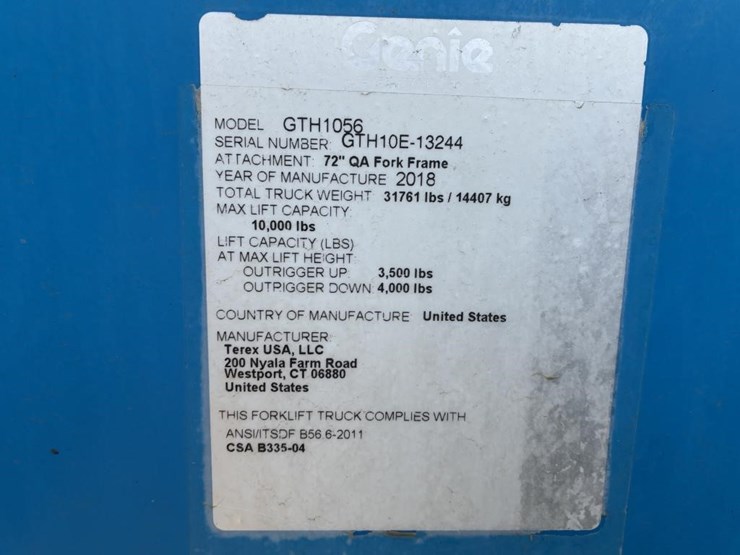 Genie
MODEL GTH1056
SERIAL NUMBER GTH10E-13244
ATTACHMENT: 72" QA Fork Frame
YEAR OF MANUFACTURE 2018
TOTAL TRUCK WEIGHT 31761 lbs / 14407 kg
MAX LIFT CAPACITY:
10,000 lbs
LIFT CAPACITY (LBS)
AT MAX LIFT HEIGHT:
OUTRIGGER UP: 3,500 lbs
OUTRIGGER DOWN: 4,000 lbs
COUNTRY OF MANUFACTURE United States
MANUFACTURER:
Terex USA, LLC
200 Nyala Farm Road
Westport, CT 06880
United States
THIS FORKLIFT TRUCK COMPLIES WITH
ANSI/ITSDF B56.6-2011
CSA B335-04